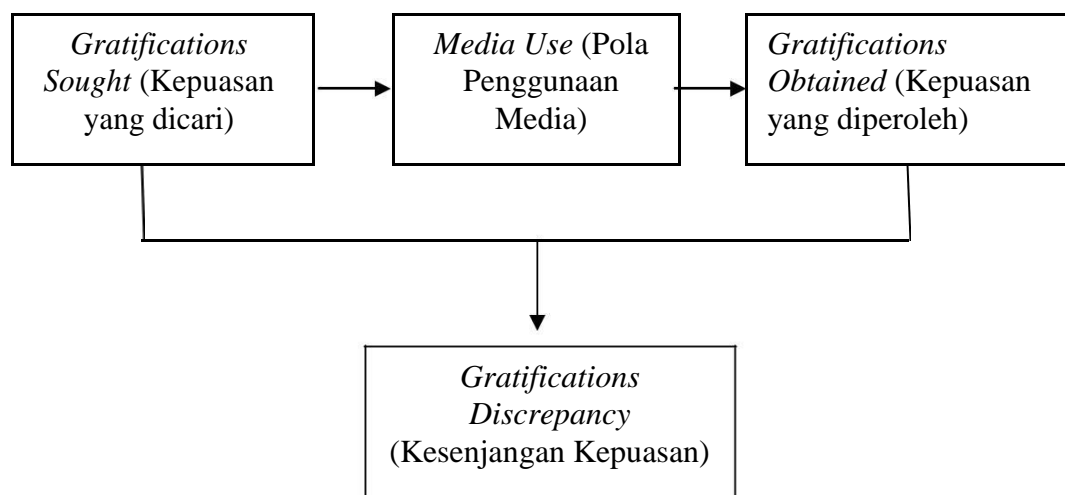 Gratifications
Sought (Kepuasan
yang dicari)
Media Use (Pola
Penggunaan
Media)
Gratifications
Obtained (Kepuasan
yang diperoleh)
Gratifications
Discrepancy
(Kesenjangan Kepuasan)